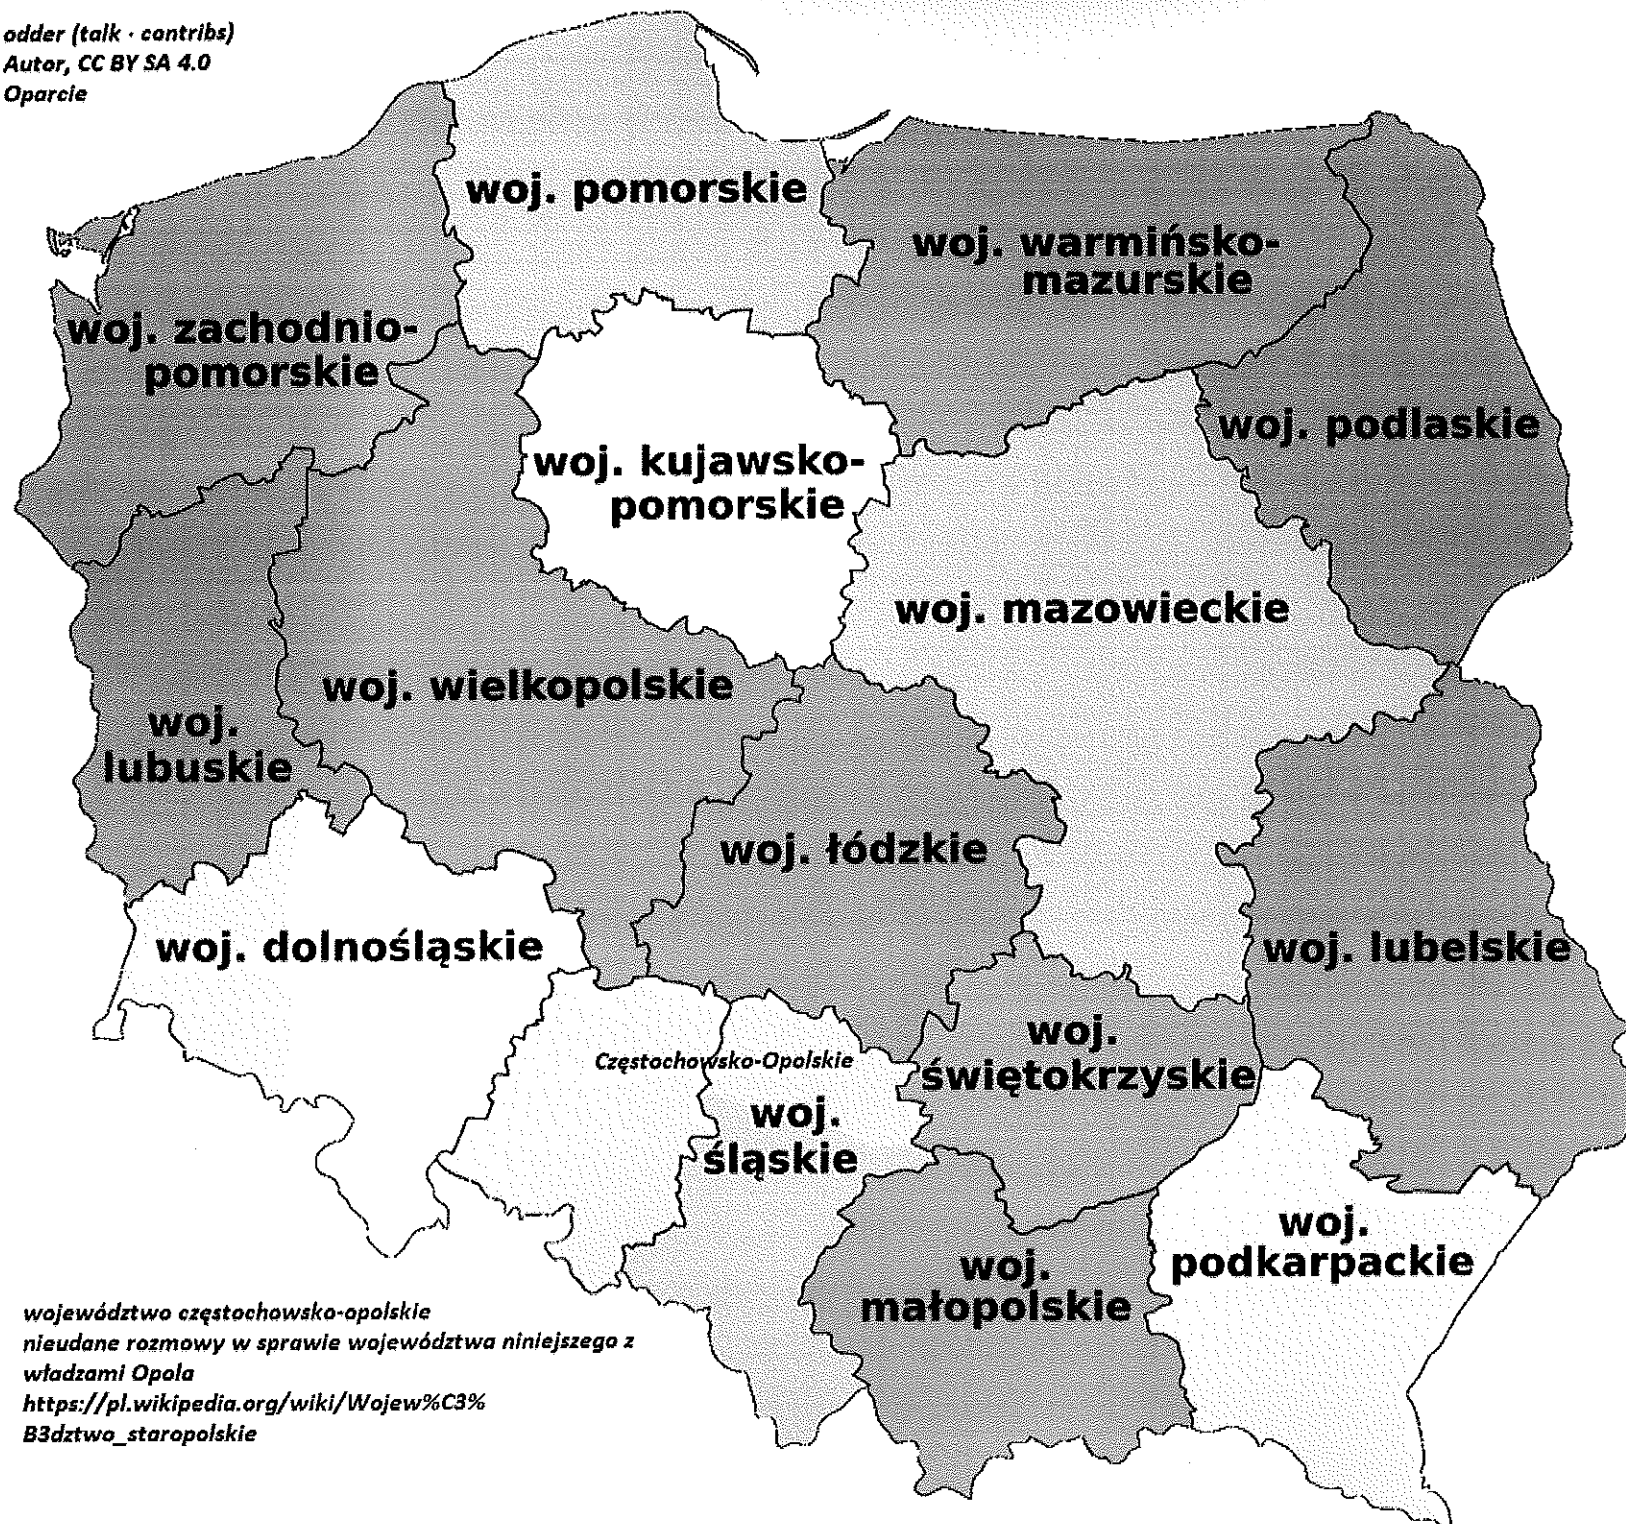 odder (talk · contribs)
Autor, CC BY SA 4.0
Oparcie
woj. pomorskie
woj. warmińsko-
mazurskie
woj. zachodnio-
pomorskie
woj. podlaskie
woj. kujawsko-
pomorskie
woj. mazowieckie
woj. wielkopolskie
woj.
lubuskie
woj. łódzkie
woj. dolnośląskie
woj. lubelskie
woj.
świętokrzyskie
Częstochowsko-Opolskie
woj.
śląskie
woj.
podkarpackie
woj.
małopolskie
województwo częstochowsko-opolskie
nieudane rozmowy w sprawie województwa niniejszego z
władzami Opola
https://pl.wikipedia.org/wiki/Wojew%C3%
B3dztwo_staropolskie